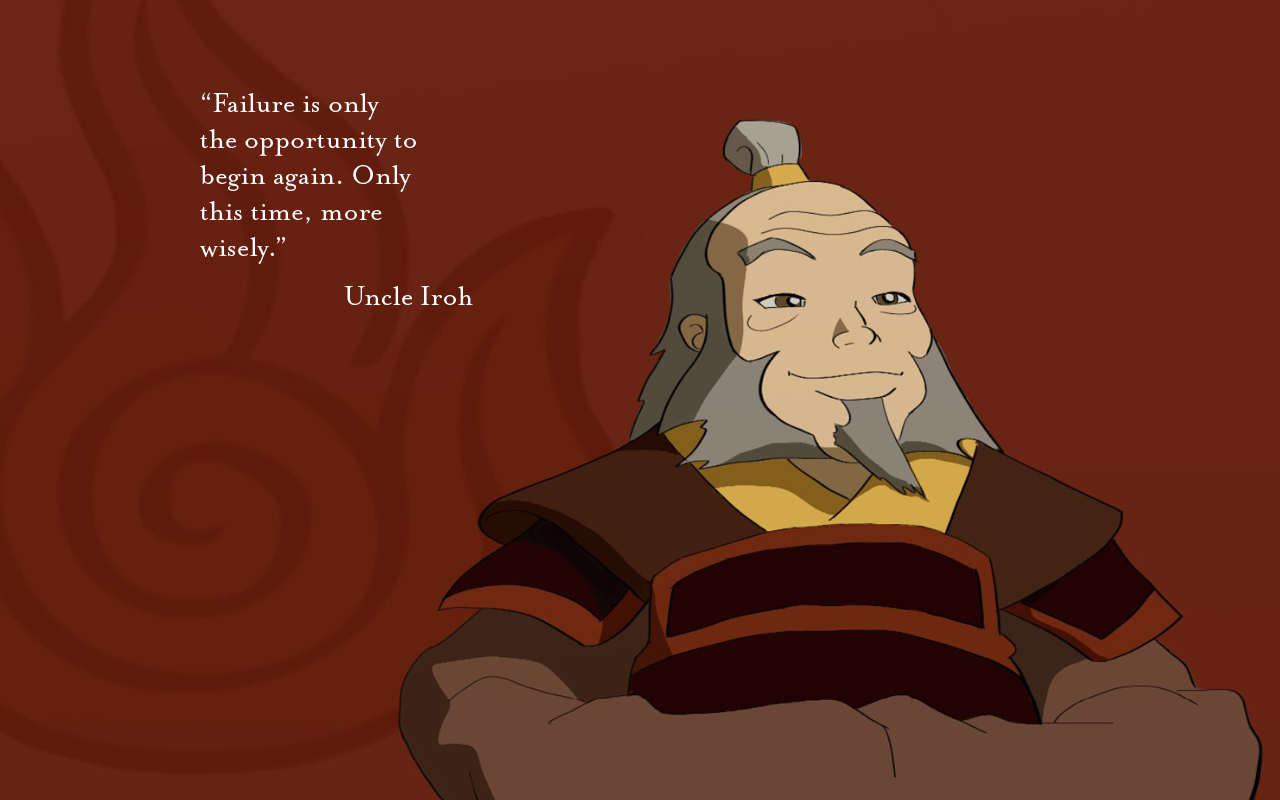 “Failure is only
the opportunity to
begin again. Only
this time, more
wisely.”
Uncle Iroh